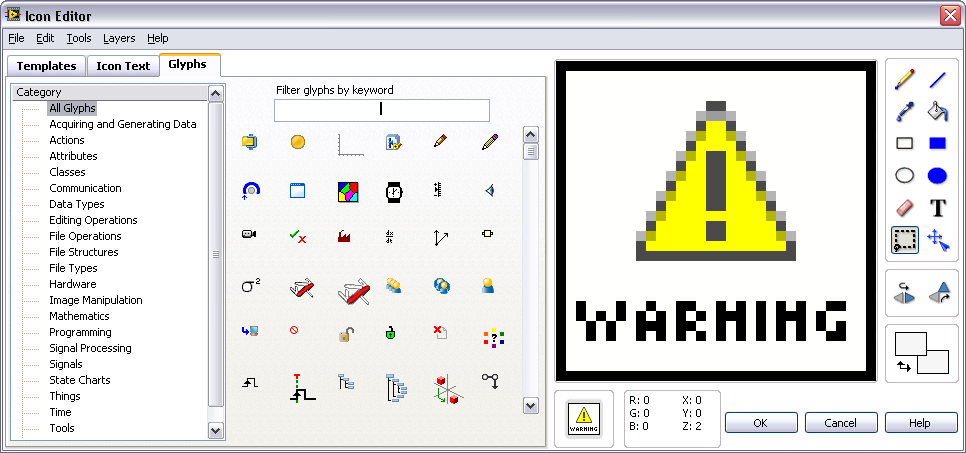 Icon Editor
File Edit Tools Layers Help
Templates Icon Text Glyphs
Category
All Glyphs
Acquiring and Generating Data
Actions
Attributes
Classes
Communication
Data Types
Editing Operations
File Operations
File Structures
File Types
Hardware
Image Manipulation
Mathematics
Programming
Signal Processing
Signals
State Charts
Things
Time
Tools
Filter glyphs by keyword
dx
dt
σ2
?
WARNING
T
WARNING
R: 0 X: 0
G: 0 Y: 0
B: 0 Z: 2
OK Cancel Help